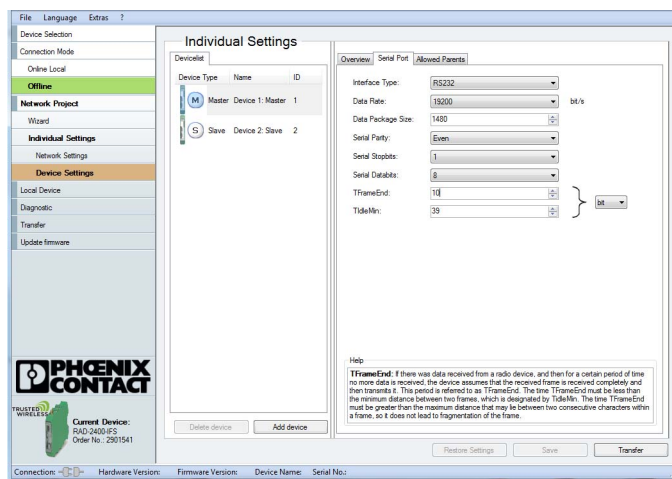 File Language Extras ?
Device Selection
Connection Mode
Online Local
Offline
Network Project
Wizard
Individual Settings
Network Settings
Device Settings
Local Device
Diagnostic
Transfer
Update firmware
PHŒNIX
CONTACT
TRUSTED
WIRELESS
Current Device:
RAD-2400-IFS
Order No.: 2901541
Individual Settings
Devicelist
Device Type Name ID
M Master Device 1: Master 1
S Slave Device 2: Slave 2
Delete device Add device
Overview Serial Port Allowed Parents
Interface Type: RS232
Data Rate: 19200 bit/s
Data Package Size: 1480
Serial Parity: Even
Serial Stopbits: 1
Serial Databits: 8
TFrameEnd: 10
TIdleMin: 39
bit
Help
TFrameEnd: If there was data received from a radio device, and then for a certain period of time
no more data is received, the device assumes that the received frame is received completely and
then transmits it. This period is referred to as TFrameEnd. The time TFrameEnd must be less than
the minimum distance between two frames, which is designated by TIdleMin. The time TFrameEnd
must be greater than the maximum distance that may lie between two consecutive characters within
a frame, so it does not lead to fragmentation of the frame.
Restore Settings Save Transfer
Connection: Hardware Version: Firmware Version: Device Name: Serial No.: